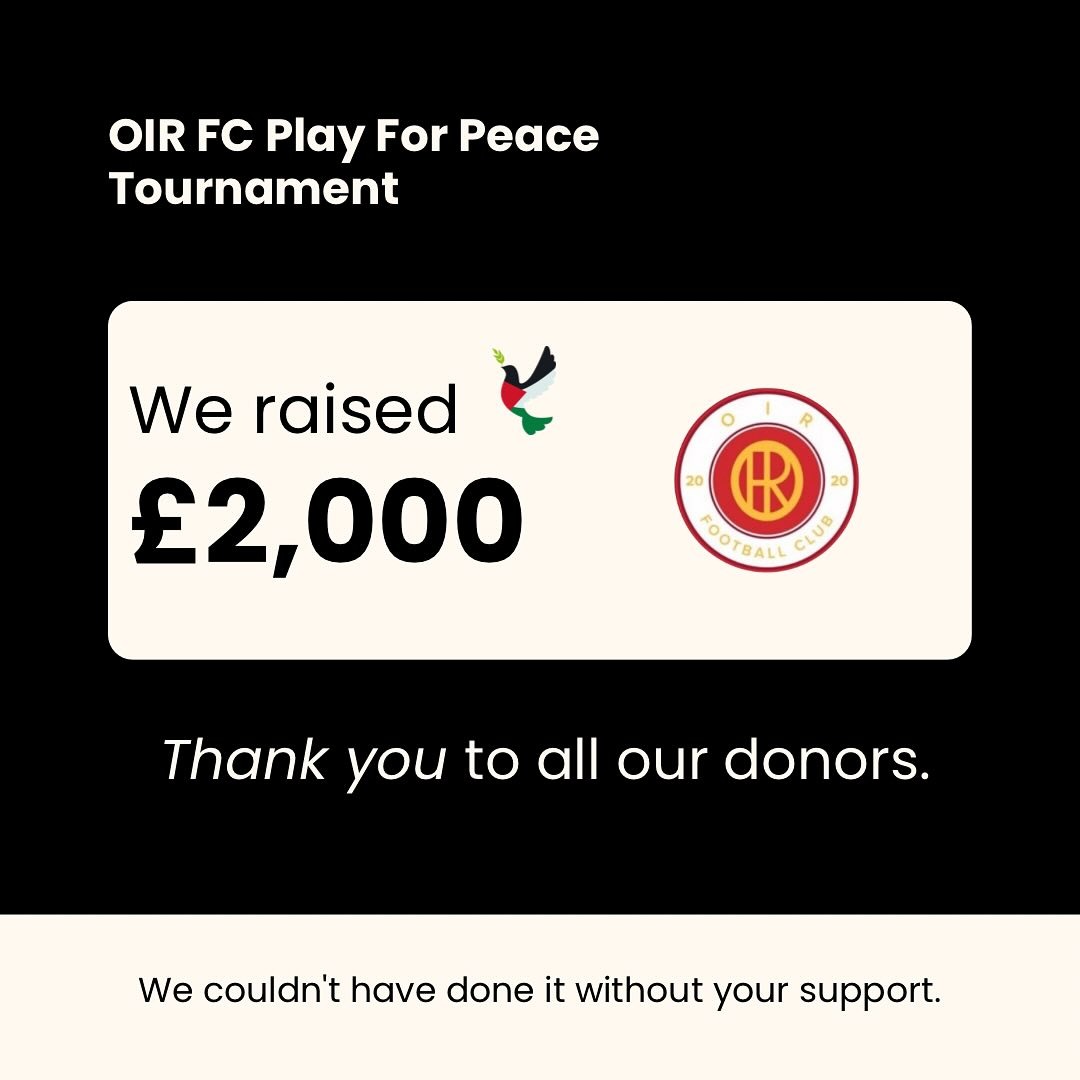 OIR FC Play For Peace
Tournament
We raised
£2,000
OIR
20 20
FOOTBALL CLUB
Thank you to all our donors.
We couldn't have done it without your support.